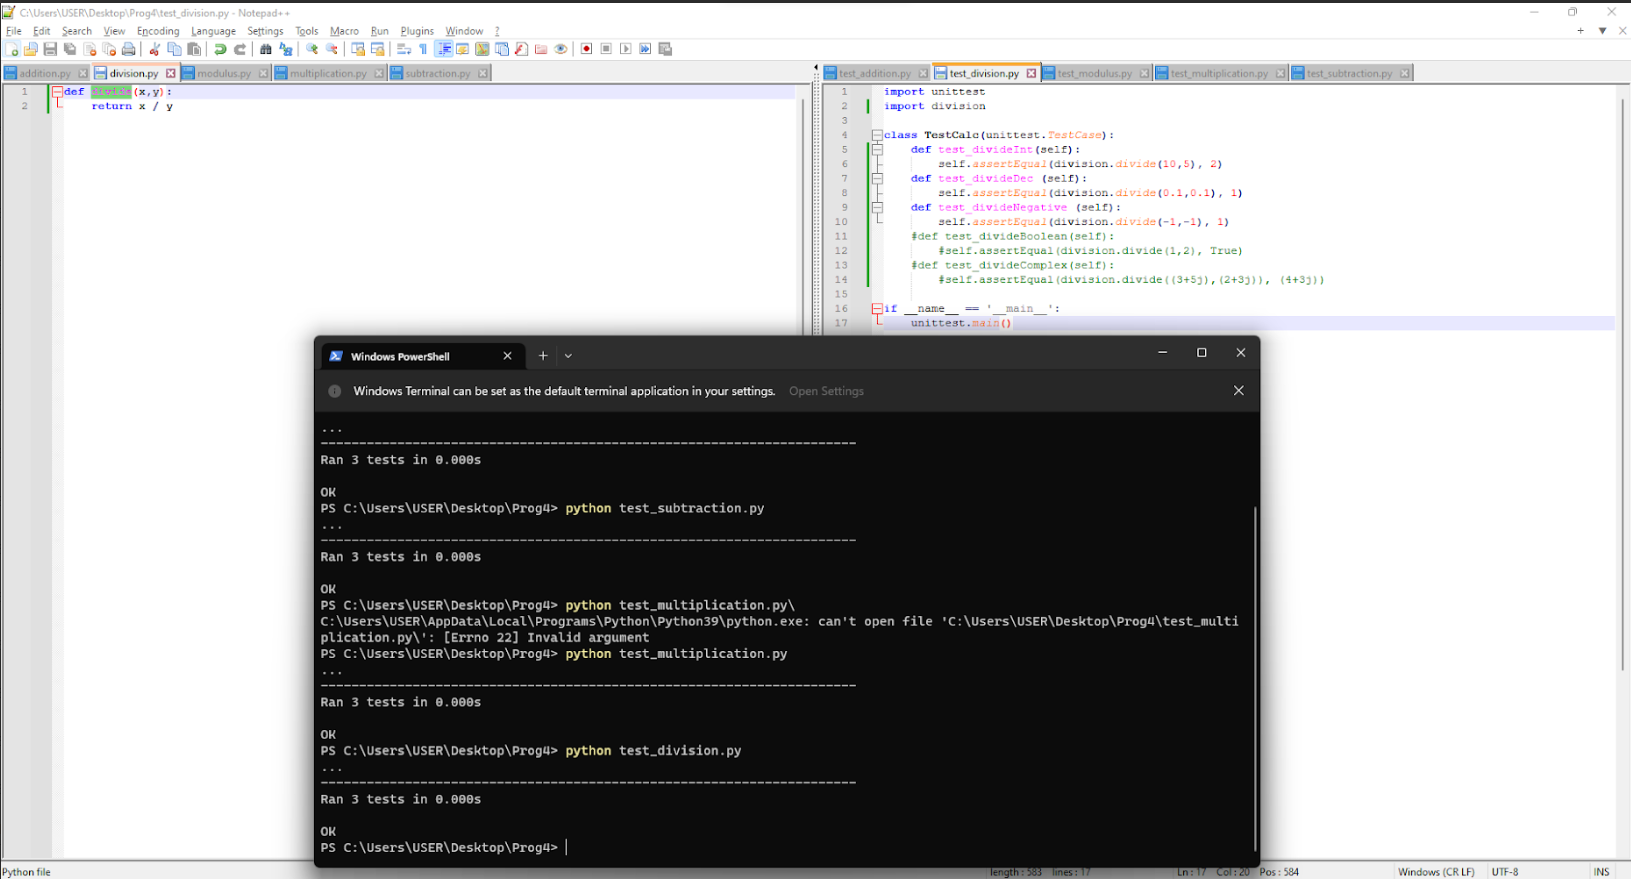 C:\Users\USER\Desktop\Prog4\test_division.py - Notepad++
File Edit Search View Encoding Language Settings Tools Macro Run Plugins Window ?
addition.py division.py modulus.py multiplication.py subtraction.py
1 def divide(x,y):
2 return x / y
test_addition.py test_division.py test_modulus.py test_multiplication.py test_subtraction.py
1 import unittest
2 import division
3
4 class TestCalc(unittest.TestCase):
5 def test_divideInt(self):
6 self.assertEqual(division.divide(10,5), 2)
7 def test_divideDec (self):
8 self.assertEqual(division.divide(0.1,0.1), 1)
9 def test_divideNegative (self):
10 self.assertEqual(division.divide(-1,-1), 1)
11 #def test_divideBoolean(self):
12 #self.assertEqual(division.divide(1,2), True)
13 #def test_divideComplex(self):
14 #self.assertEqual(division.divide((3+5j),(2+3j)), (4+3j))
15
16 if __name__ == '__main__':
17 unittest.main()
Windows PowerShell
Windows Terminal can be set as the default terminal application in your settings. Open Settings
...
----------------------------------------------------------------------
Ran 3 tests in 0.000s
OK
PS C:\Users\USER\Desktop\Prog4> python test_subtraction.py
...
----------------------------------------------------------------------
Ran 3 tests in 0.000s
OK
PS C:\Users\USER\Desktop\Prog4> python test_multiplication.py\
C:\Users\USER\AppData\Local\Programs\Python\Python39\python.exe: can't open file 'C:\Users\USER\Desktop\Prog4\test_multi
plication.py\': [Errno 22] Invalid argument
PS C:\Users\USER\Desktop\Prog4> python test_multiplication.py
...
----------------------------------------------------------------------
Ran 3 tests in 0.000s
OK
PS C:\Users\USER\Desktop\Prog4> python test_division.py
...
----------------------------------------------------------------------
Ran 3 tests in 0.000s
OK
PS C:\Users\USER\Desktop\Prog4>
Python file length : 583 lines : 17 Ln : 17 Col : 20 Pos : 584 Windows (CR LF) UTF-8 INS